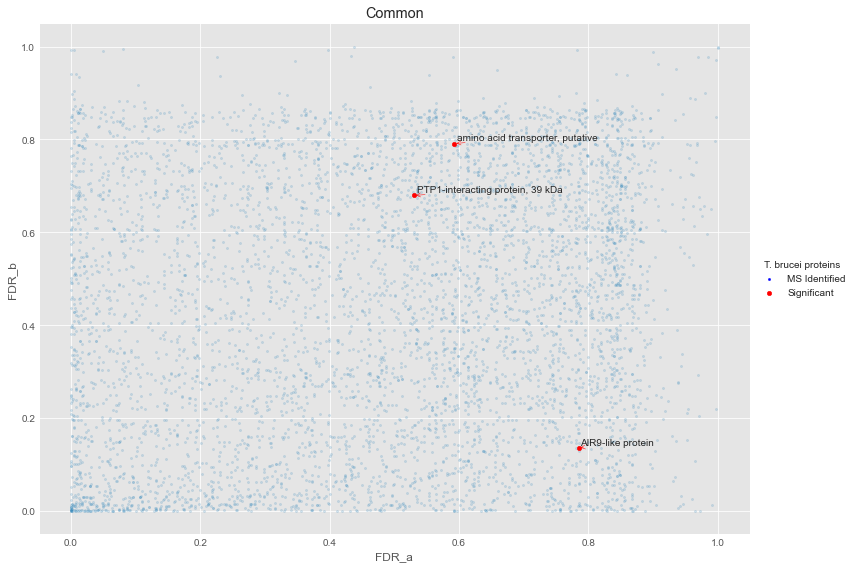 Common
1.0
0.8
0.6
0.4
0.2
0.0
FDR_b
amino acid transporter, putative
PTP1-interacting protein, 39 kDa
AIR9-like protein
0.0 0.2 0.4 0.6 0.8 1.0
FDR_a
T. brucei proteins
MS Identified
Significant